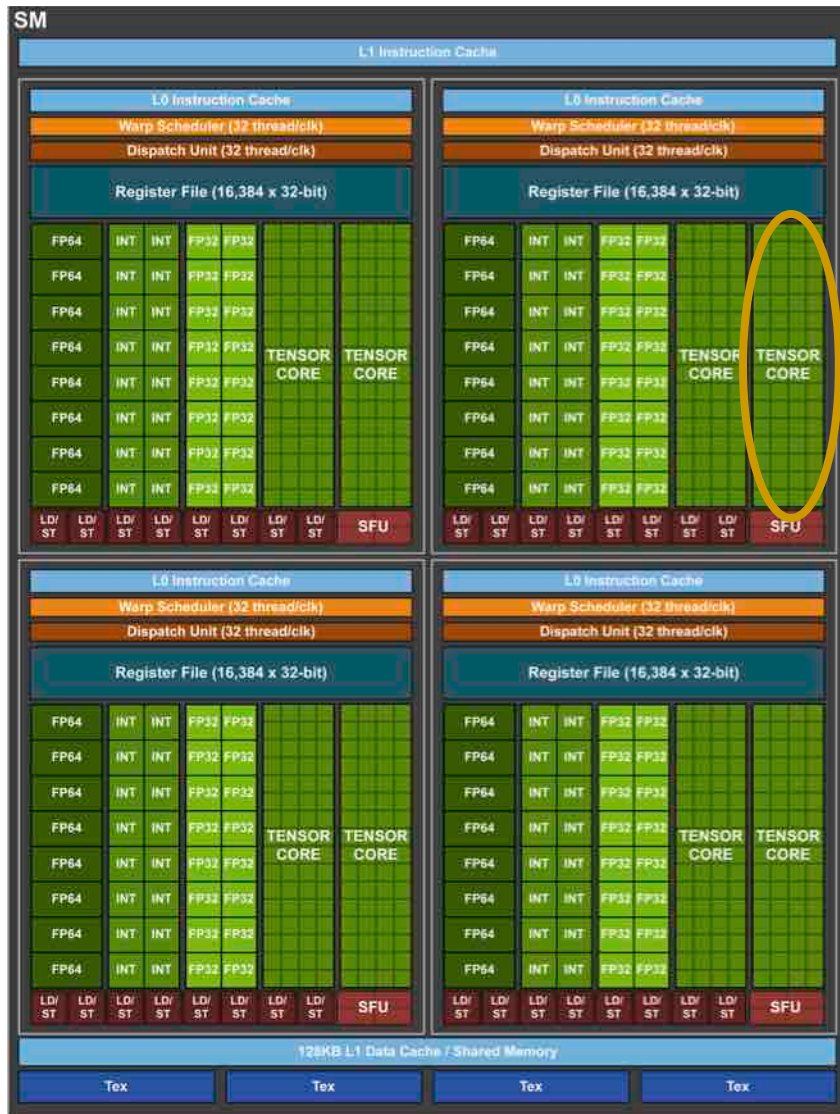 SM
L1 Instruction Cache
L0 Instruction Cache
Warp Scheduler (32 thread/clk)
Dispatch Unit (32 thread/clk)
Register File (16,384 x 32-bit)
FP64 INT INT FP32 FP32
FP64 INT INT FP32 FP32
FP64 INT INT FP32 FP32
FP64 INT INT FP32 FP32
TENSOR CORE TENSOR CORE
FP64 INT INT FP32 FP32
FP64 INT INT FP32 FP32
FP64 INT INT FP32 FP32
FP64 INT INT FP32 FP32
LD/ST LD/ST LD/ST LD/ST LD/ST LD/ST LD/ST LD/ST SFU
L0 Instruction Cache
Warp Scheduler (32 thread/clk)
Dispatch Unit (32 thread/clk)
Register File (16,384 x 32-bit)
FP64 INT INT FP32 FP32
FP64 INT INT FP32 FP32
FP64 INT INT FP32 FP32
FP64 INT INT FP32 FP32
TENSOR CORE TENSOR CORE
FP64 INT INT FP32 FP32
FP64 INT INT FP32 FP32
FP64 INT INT FP32 FP32
FP64 INT INT FP32 FP32
LD/ST LD/ST LD/ST LD/ST LD/ST LD/ST LD/ST LD/ST SFU
L0 Instruction Cache
Warp Scheduler (32 thread/clk)
Dispatch Unit (32 thread/clk)
Register File (16,384 x 32-bit)
FP64 INT INT FP32 FP32
FP64 INT INT FP32 FP32
FP64 INT INT FP32 FP32
FP64 INT INT FP32 FP32
TENSOR CORE TENSOR CORE
FP64 INT INT FP32 FP32
FP64 INT INT FP32 FP32
FP64 INT INT FP32 FP32
FP64 INT INT FP32 FP32
LD/ST LD/ST LD/ST LD/ST LD/ST LD/ST LD/ST LD/ST SFU
L0 Instruction Cache
Warp Scheduler (32 thread/clk)
Dispatch Unit (32 thread/clk)
Register File (16,384 x 32-bit)
FP64 INT INT FP32 FP32
FP64 INT INT FP32 FP32
FP64 INT INT FP32 FP32
FP64 INT INT FP32 FP32
TENSOR CORE TENSOR CORE
FP64 INT INT FP32 FP32
FP64 INT INT FP32 FP32
FP64 INT INT FP32 FP32
FP64 INT INT FP32 FP32
LD/ST LD/ST LD/ST LD/ST LD/ST LD/ST LD/ST LD/ST SFU
128KB L1 Data Cache / Shared Memory
Tex Tex Tex Tex